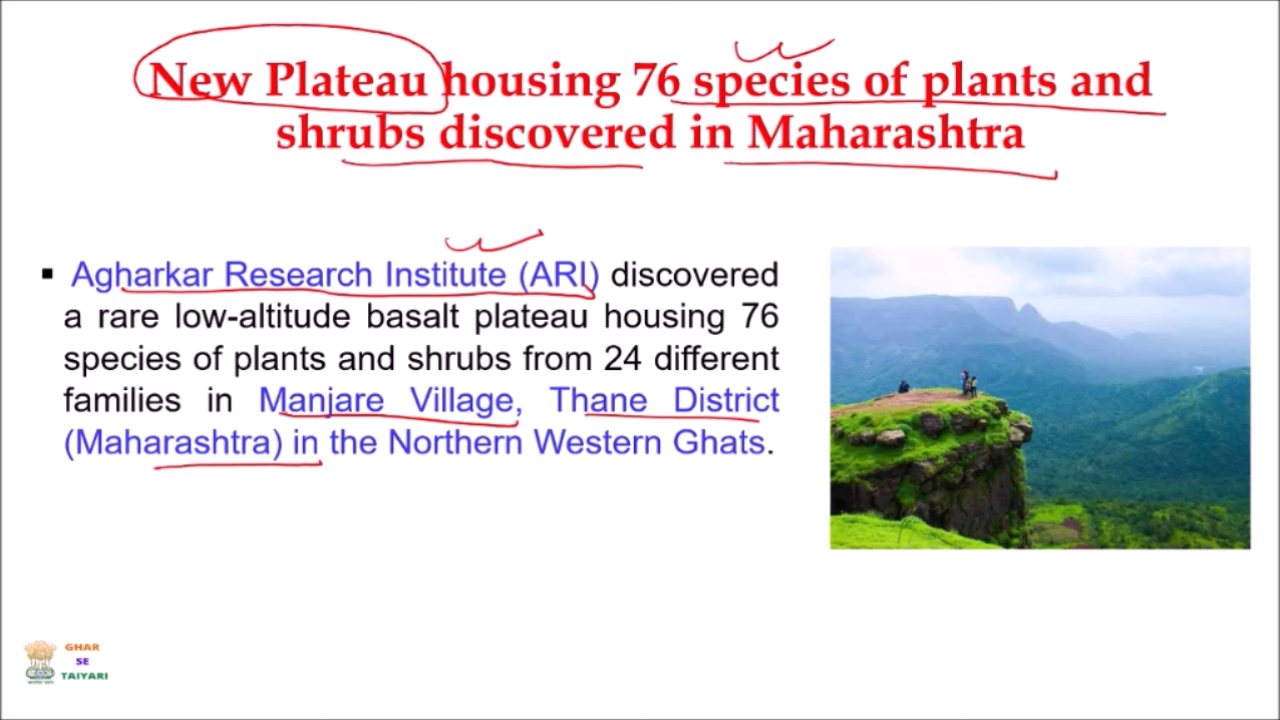 New Plateau housing 76 species of plants and
shrubs discovered in Maharashtra
▪ Agharkar Research Institute (ARI) discovered
a rare low-altitude basalt plateau housing 76
species of plants and shrubs from 24 different
families in Manjare Village, Thane District
(Maharashtra) in the Northern Western Ghats.
GHAR
SE
TAIYARI